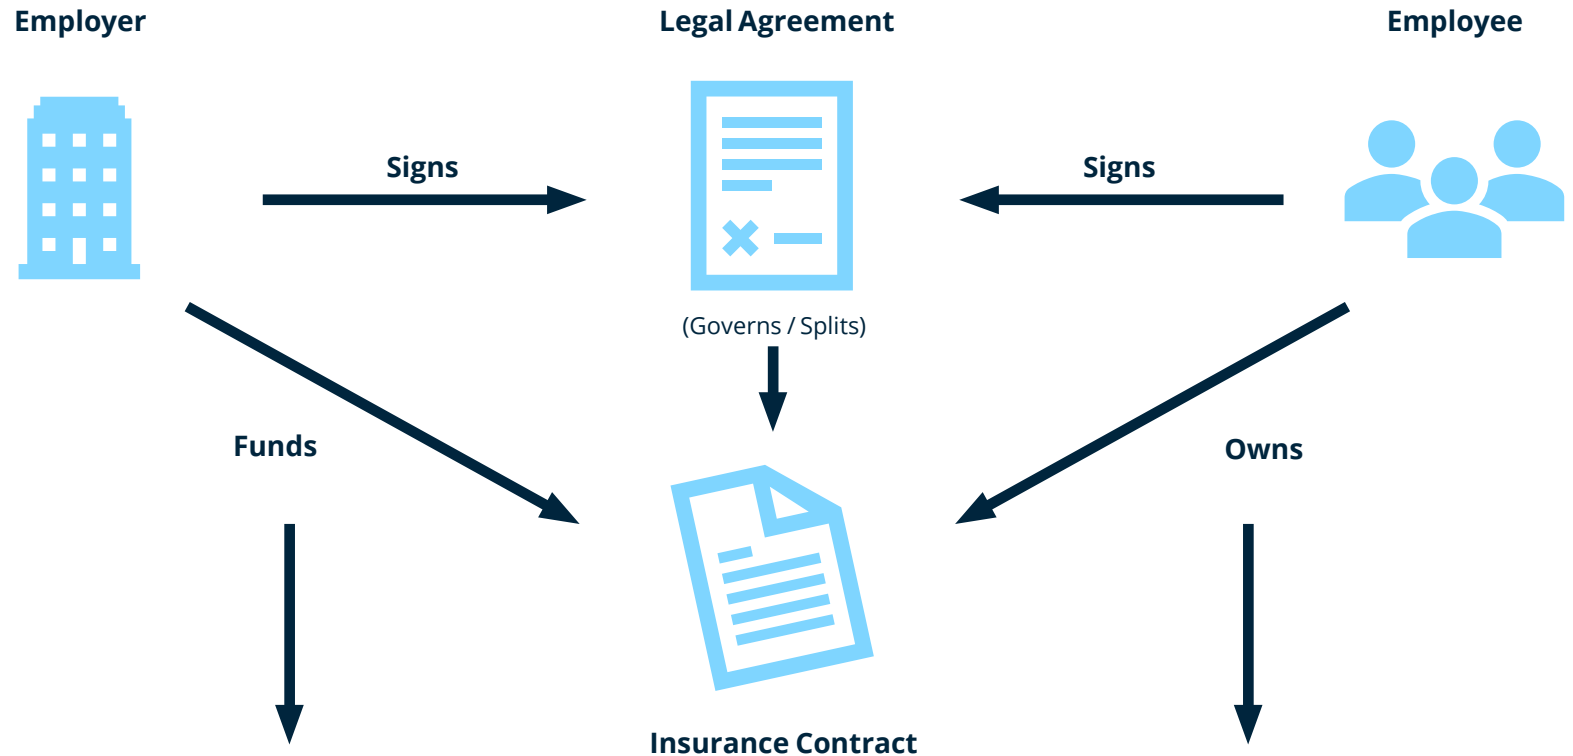 Employer
Legal Agreement
Employee
Signs
Signs
(Governs / Splits)
Funds
Owns
Insurance Contract